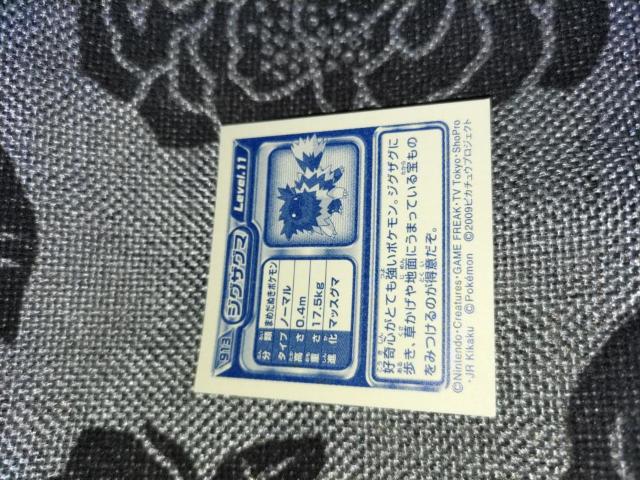 913 ジグザグマ Level.11
分類 まめだぬきポケモン
タイプ ノーマル
高さ 0.4m
重さ 17.5kg
進化 マッスグマ
好奇心がとても強いポケモン。ジグザグに
歩き、草かげや地面にうまっている宝もの
をみつけるのが得意だぞ。
©Nintendo・Creatures・GAME FREAK・TV Tokyo・ShoPro
・JR Kikaku ©Pokémon ©2009ピカチュウプロジェクト